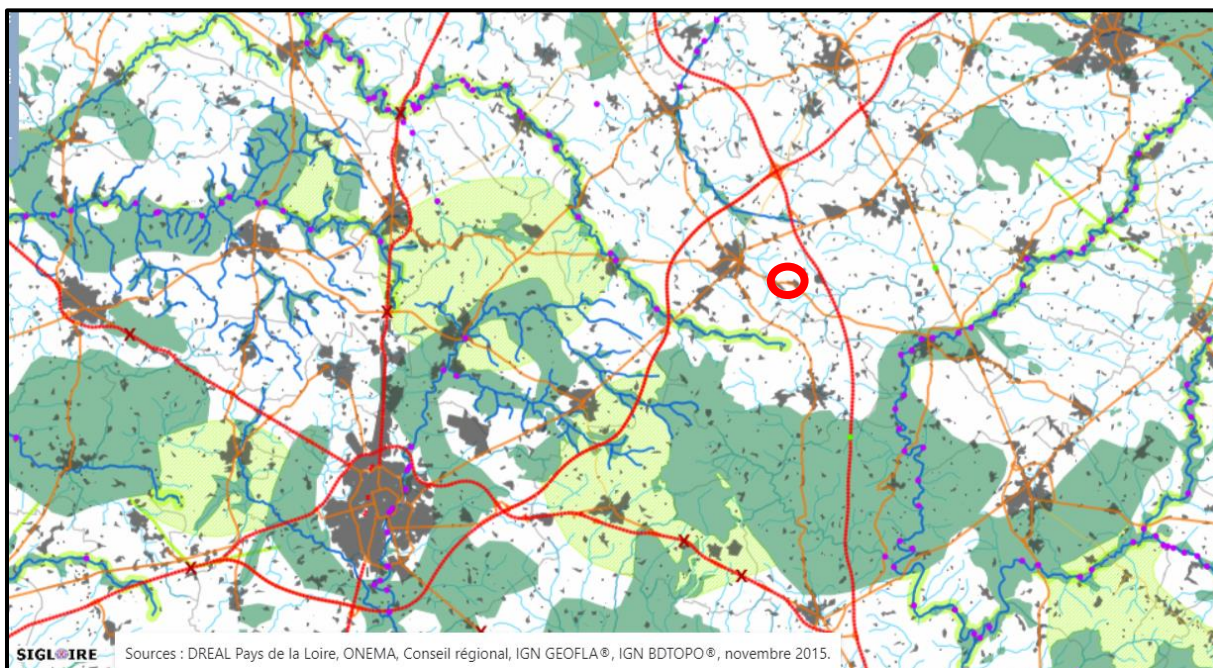 SIGLOIRE Sources : DREAL Pays de la Loire, ONEMA, Conseil régional, IGN GEOFLA®, IGN BDTOPO®, novembre 2015.